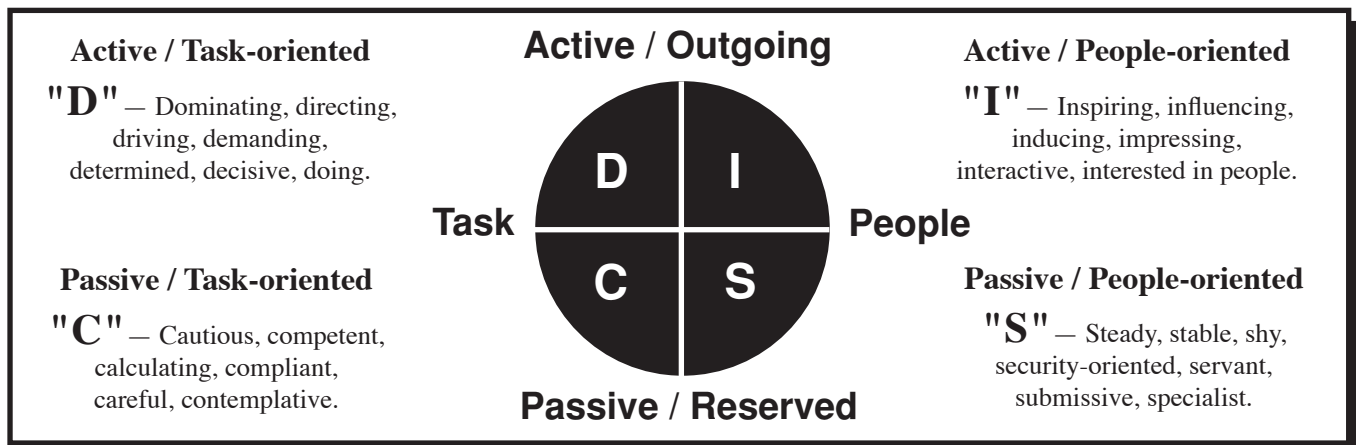 Active / Task-oriented
"D" — Dominating, directing,
driving, demanding,
determined, decisive, doing.
Active / Outgoing
Active / People-oriented
"I" — Inspiring, influencing,
inducing, impressing,
interactive, interested in people.
D I
Task
People
C S
Passive / Task-oriented
"C" — Cautious, competent,
calculating, compliant,
careful, contemplative.
Passive / Reserved
Passive / People-oriented
"S" — Steady, stable, shy,
security-oriented, servant,
submissive, specialist.